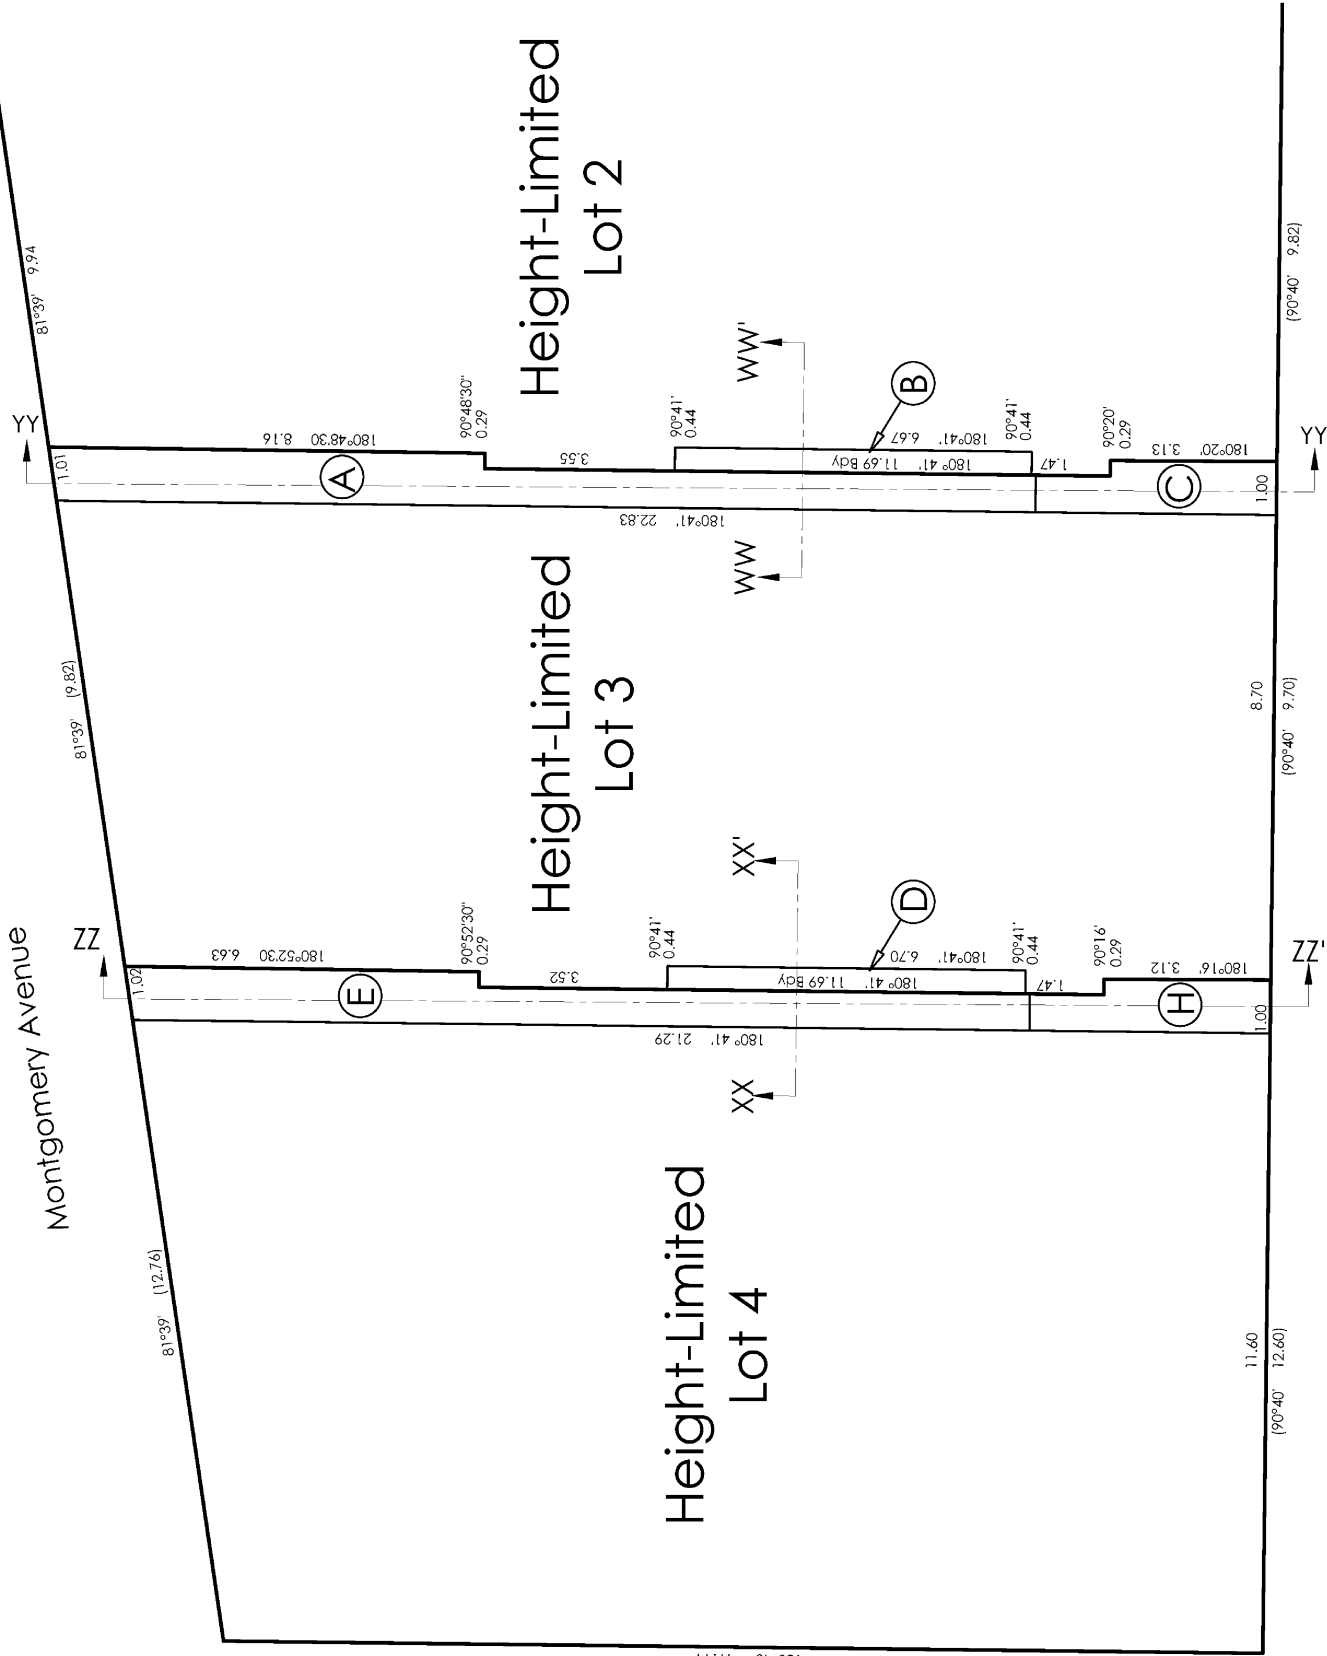 81°39' 9.94
Height-Limited
Lot 2
(90°40' 9.82)
YY
1.01
180°48'30 8.16
A
90°48'30"
0.29
3.55
90°41'
0.44
WW'
B
180°41' 6.67
180°41' 11.69 Bdy
90°41'
0.44
1.47
90°20'
0.29
180°20' 3.13
C
1.00
YY
180°41' 22.83
WW
81°39' (9.82)
Height-Limited
Lot 3
8.70
(90°40' 9.70)
Montgomery Avenue
ZZ
1.02
180°52'30 6.63
E
90°52'30"
0.29
3.52
90°41'
0.44
XX'
D
180°41' 6.70
180°41' 11.69 Bdy
90°41'
0.44
1.47
90°16'
0.29
180°16' 3.12
H
1.00
ZZ'
180°41' 21.29
XX
81°39' (12.76)
Height-Limited
Lot 4
11.60
(90°40' 12.60)